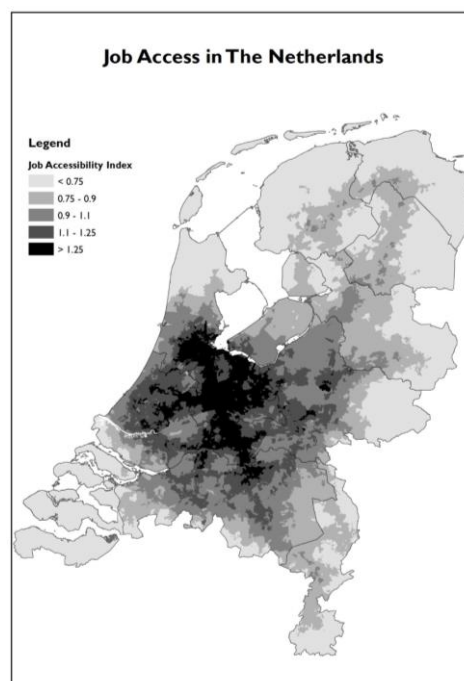 Job Access in The Netherlands
Legend
Job Accessibility Index
< 0.75
0.75 - 0.9
0.9 - 1.1
1.1 - 1.25
> 1.25